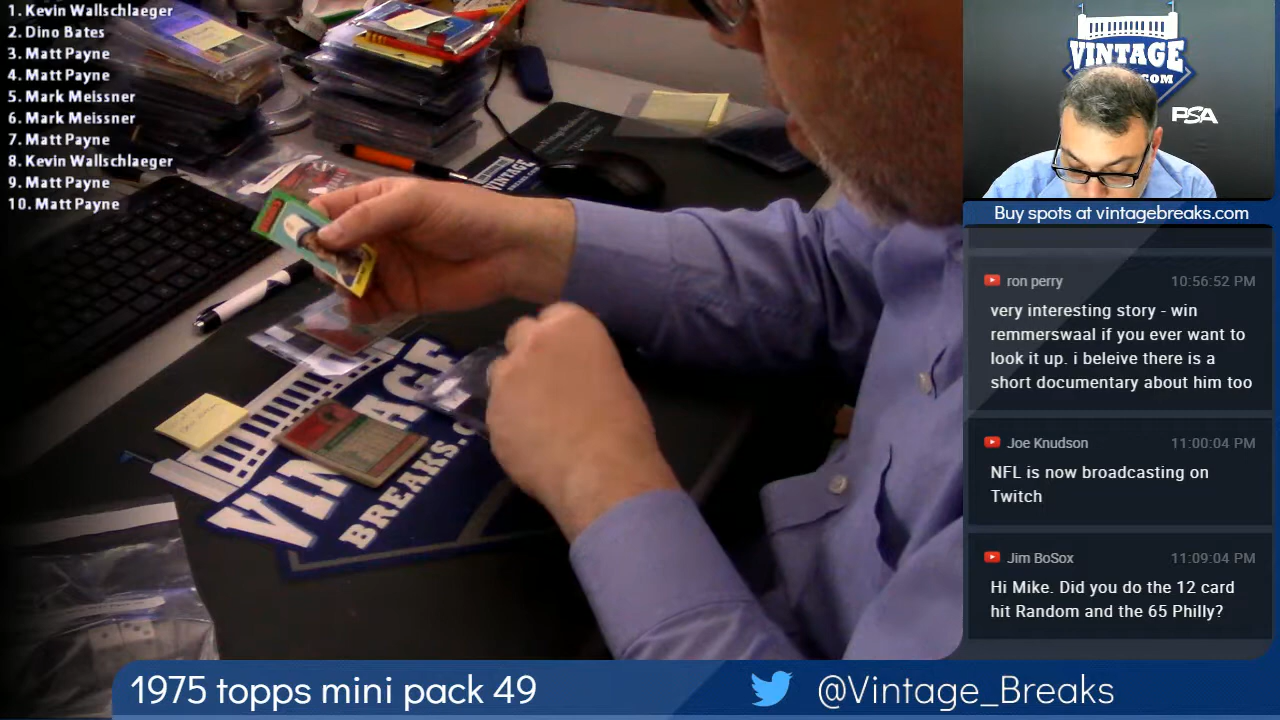 1. Kevin Wallschlaeger
2. Dino Bates
3. Matt Payne
4. Matt Payne
5. Mark Meissner
6. Mark Meissner
7. Matt Payne
8. Kevin Wallschlaeger
9. Matt Payne
10. Matt Payne
VINTAGE
.COM
PSA
Buy spots at vintagebreaks.com
ron perry
10:56:52 PM
very interesting story - win
remmerswaal if you ever want to
look it up. i beleive there is a
short documentary about him too
Joe Knudson
11:00:04 PM
NFL is now broadcasting on
Twitch
Jim BoSox
11:09:04 PM
Hi Mike. Did you do the 12 card
hit Random and the 65 Philly?
VINTAGE
VIN AGE
BREAKS.C
1975 topps mini pack 49
@Vintage_Breaks